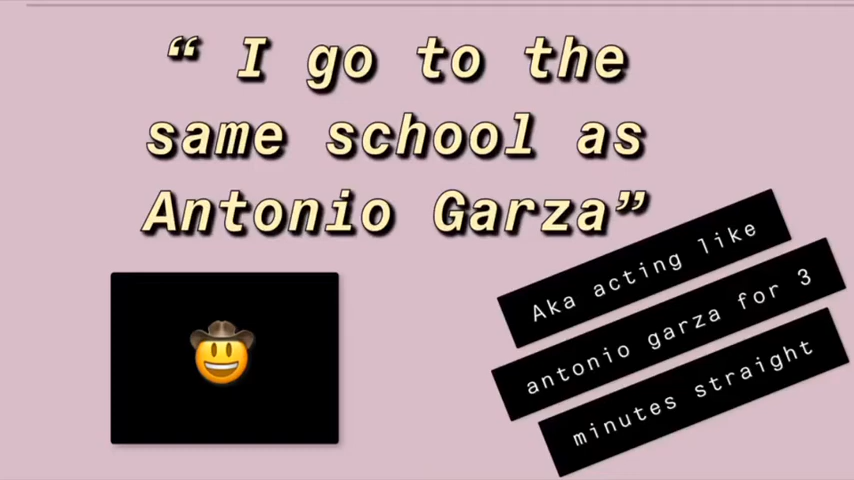 “ I go to the
same school as
Antonio Garza”
Aka acting like
antonio garza for 3
minutes straight